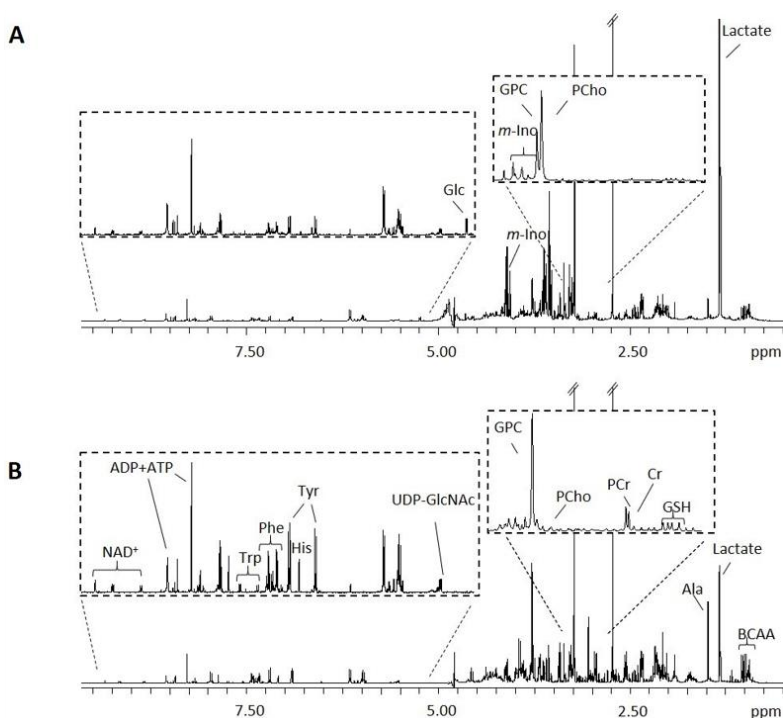 A
Lactate
GPC
PCho
m-Ino
Glc
m-Ino
7.50 5.00 2.50 ppm
B
GPC
ADP+ATP
Tyr
UDP-GlcNAc
PCho
PCr
Cr
GSH
Phe
NAD+
Trp
His
Lactate
Ala
BCAA
7.50 5.00 2.50 ppm